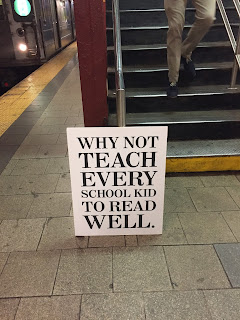 WHY NOT
TEACH
EVERY
SCHOOL KID
TO READ
WELL.